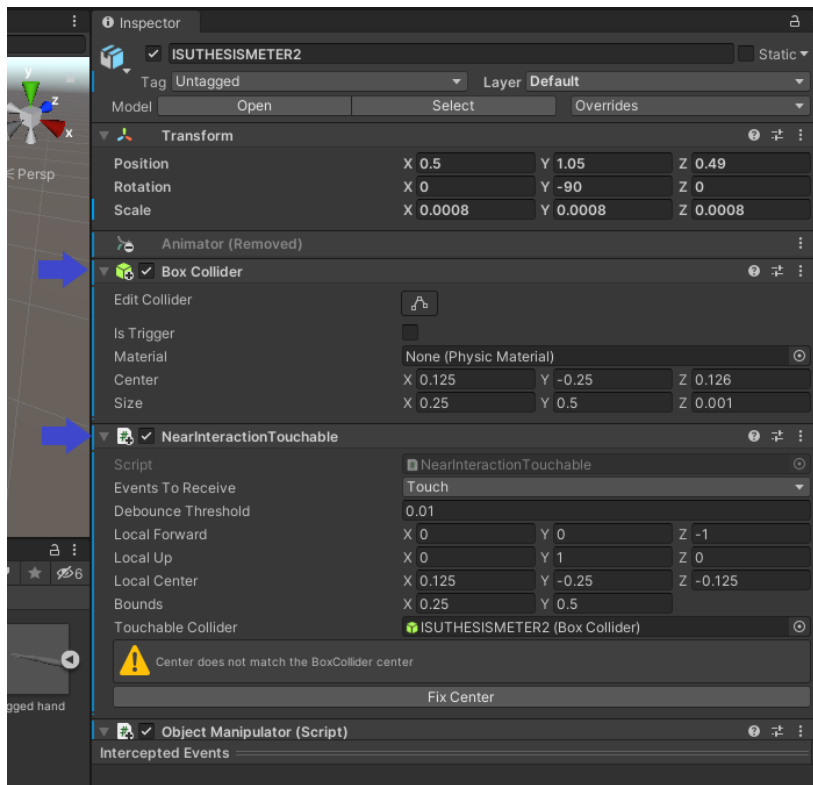 Inspector
ISUTHESISMETER2 Static
Tag Untagged Layer Default
Model Open Select Overrides
y
z
x
Persp
Transform
Position X 0.5 Y 1.05 Z 0.49
Rotation X 0 Y -90 Z 0
Scale X 0.0008 Y 0.0008 Z 0.0008
Animator (Removed)
Box Collider
Edit Collider
Is Trigger
Material None (Physic Material)
Center X 0.125 Y -0.25 Z 0.126
Size X 0.25 Y 0.5 Z 0.001
NearInteractionTouchable
Script NearInteractionTouchable
Events To Receive Touch
Debounce Threshold 0.01
Local Forward X 0 Y 0 Z -1
Local Up X 0 Y 1 Z 0
6
Local Center X 0.125 Y -0.25 Z -0.125
Bounds X 0.25 Y 0.5
Touchable Collider ISUTHESISMETER2 (Box Collider)
Center does not match the BoxCollider center
Fix Center
gged hand
Object Manipulator (Script)
Intercepted Events